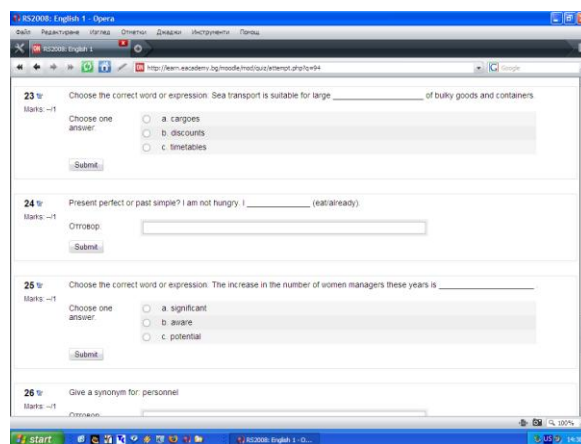 RS2008: English 1 - Opera
Файл Редактиране Изглед Отметки Джаджи Инструменти Помощ
RS2008: English 1
http://learn.eacademy.bg/moodle/mod/quiz/attempt.php?q=94
Google
23
Choose the correct word or expression. Sea transport is suitable for large ______________________ of bulky goods and containers
Marks: --/1
Choose one answer.
a. cargoes
b. discounts
c. timetables
Submit
24
Present perfect or past simple? I am not hungry. I _______________ (eat/already).
Marks: --/1
Отговор:
Submit
25
Choose the correct word or expression. The increase in the number of women managers these years is ______________________
Marks: --/1
Choose one answer.
a. significant
b. aware
c. potential
Submit
26
Give a synonym for: personnel
Marks: --/1
Отговор:
100%
start
RS2008: English 1 - O...
US